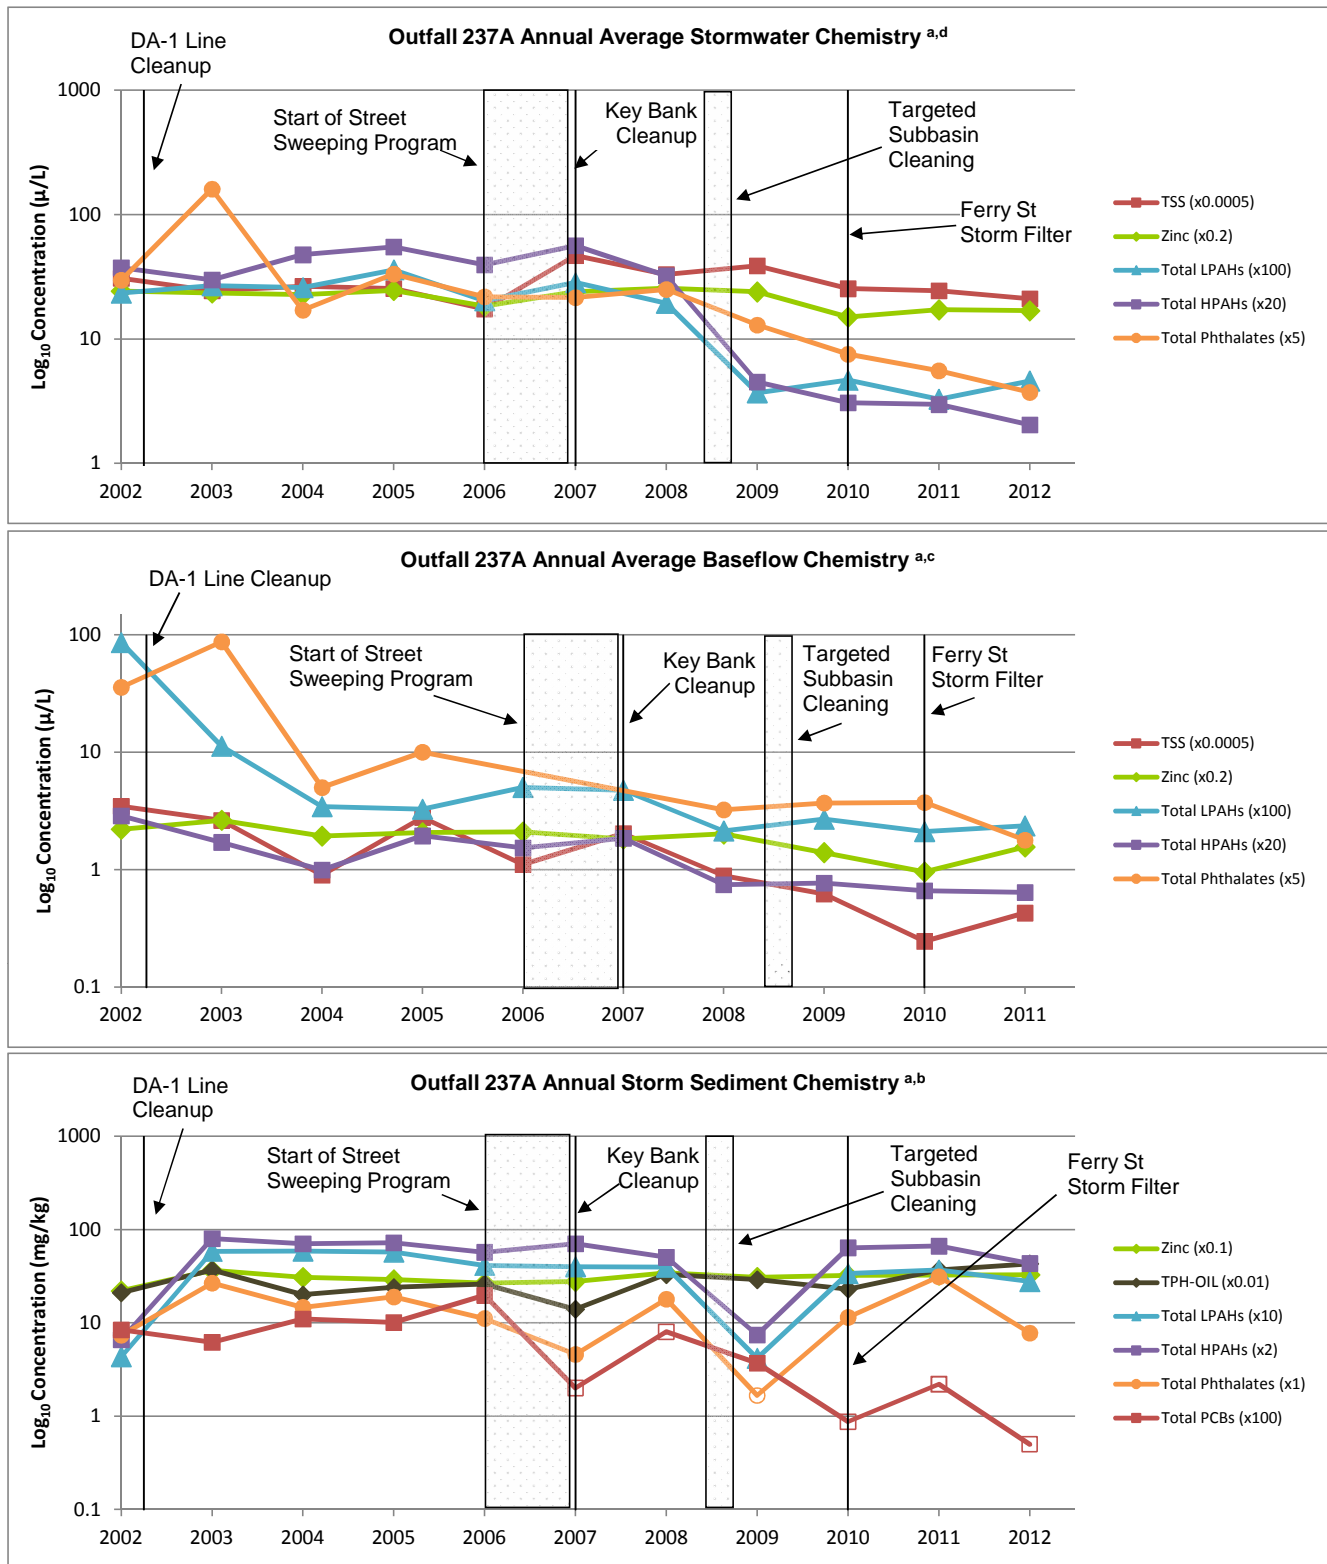 Outfall 237A Annual Average Stormwater Chemistry a,d
DA-1 Line
Cleanup
Start of Street
Sweeping Program
Key Bank
Cleanup
Targeted
Subbasin
Cleaning
Ferry St
Storm Filter
Log10 Concentration (µ/L)
1000
100
10
1
2002 2003 2004 2005 2006 2007 2008 2009 2010 2011 2012
TSS (x0.0005)
Zinc (x0.2)
Total LPAHs (x100)
Total HPAHs (x20)
Total Phthalates (x5)
Outfall 237A Annual Average Baseflow Chemistry a,c
DA-1 Line Cleanup
Start of Street
Sweeping Program
Key Bank
Cleanup
Targeted
Subbasin
Cleaning
Ferry St
Storm Filter
Log10 Concentration (µ/L)
100
10
1
0.1
2002 2003 2004 2005 2006 2007 2008 2009 2010 2011
TSS (x0.0005)
Zinc (x0.2)
Total LPAHs (x100)
Total HPAHs (x20)
Total Phthalates (x5)
Outfall 237A Annual Storm Sediment Chemistry a,b
DA-1 Line
Cleanup
Start of Street
Sweeping Program
Key Bank
Cleanup
Targeted
Subbasin
Cleaning
Ferry St
Storm Filter
Log10 Concentration (mg/kg)
1000
100
10
1
0.1
2002 2003 2004 2005 2006 2007 2008 2009 2010 2011 2012
Zinc (x0.1)
TPH-OIL (x0.01)
Total LPAHs (x10)
Total HPAHs (x2)
Total Phthalates (x1)
Total PCBs (x100)